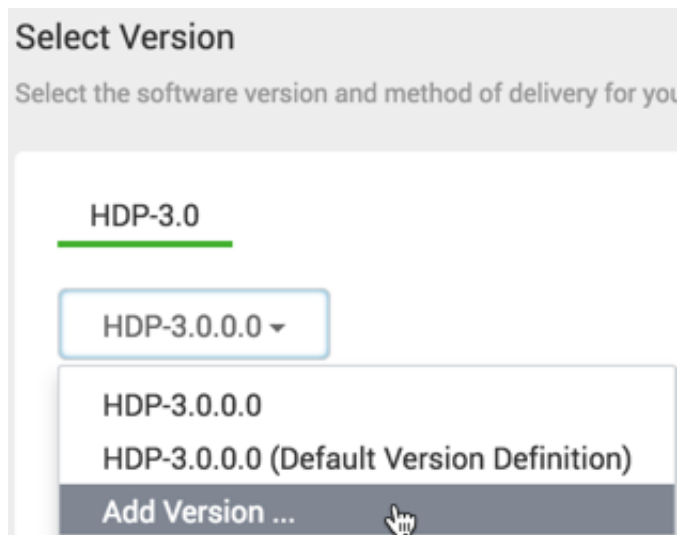 Select Version
Select the software version and method of delivery for
HDP-3.0
HDP-3.0.0.0
HDP-3.0.0.0
HDP-3.0.0.0 (Default Version Definition)
Add Version ...